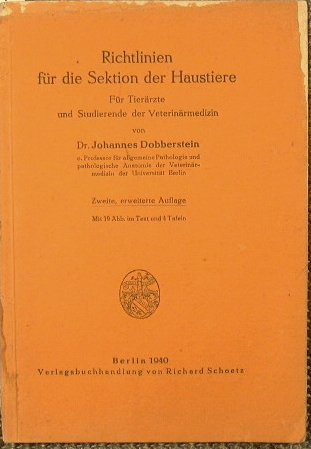 Richtlinien
für die Sektion der Haustiere
Für Tierärzte
und Studierende der Veterinärmedizin
von
Dr. Johannes Dobberstein
o. Professor für allgemeine Pathologie und
pathologische Anatomie der Veterinär-
medizin der Universität Berlin
Zweite, erweiterte Auflage
Mit 19 Abb. im Text und 4 Tafeln
Berlin 1940
Verlagsbuchhandlung von Richard Schoetz